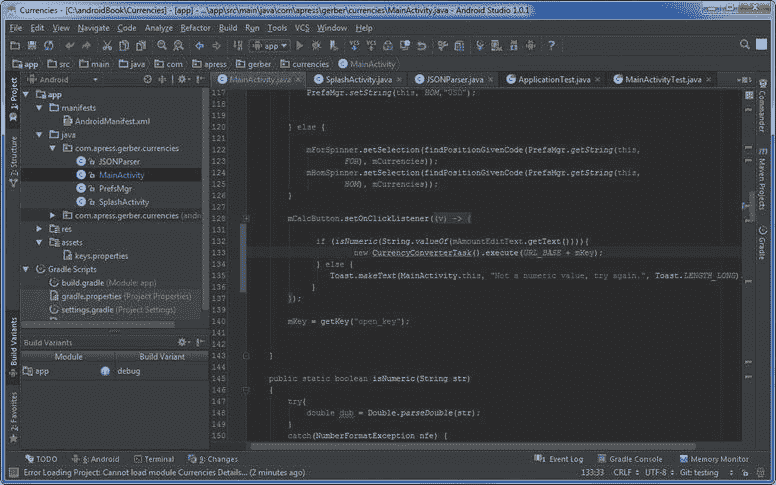 Currencies - [C:\androidBook\Currencies] - [app] - ...\app\src\main\java\com\apress\gerber\currencies\MainActivity.java - Android Studio 1.0.1
File Edit View Navigate Code Analyze Refactor Build Run Tools VCS Window Help
app
app src main java com apress gerber currencies MainActivity
Android
MainActivity.java SplashActivity.java JSONParser.java ApplicationTest.java MainActivityTest.java
1: Project
7: Structure
Build Variants
2: Favorites
app
manifests
AndroidManifest.xml
java
com.apress.gerber.currencies
JSONParser
MainActivity
PrefsMgr
SplashActivity
com.apress.gerber.currencies (andro
res
assets
keys.properties
Gradle Scripts
build.gradle (Module: app)
gradle.properties (Project Properties)
settings.gradle (Project Settings)
Build Variants
Module Build Variant
app debug
117 PrefsMgr.setString(this, HOM,"USD");
118
119
120 } else {
121
122 mForSpinner.setSelection(findPositionGivenCode(PrefsMgr.getString(this,
123 FOR), mCurrencies));
124 mHomSpinner.setSelection(findPositionGivenCode(PrefsMgr.getString(this,
125 HOM), mCurrencies));
126 }
127
128 mCalcButton.setOnClickListener((v) -> {
131
132 if (isNumeric(String.valueOf(mAmountEditText.getText()))){
133 new CurrencyConverterTask().execute(URL_BASE + mKey);
134 } else {
135 Toast.makeText(MainActivity.this, "Not a numeric value, try again.", Toast.LENGTH_LONG)
136 }
138 });
139
140 mKey = getKey("open_key");
141
142
143 }
144
145 public static boolean isNumeric(String str)
146 {
147 try{
148 double dub = Double.parseDouble(str);
149 }
150 catch(NumberFormatException nfe) {
Commander
Maven Projects
Gradle
TODO 6: Android Terminal 9: Changes Event Log Gradle Console Memory Monitor
Error Loading Project: Cannot load module Currencies Details... (2 minutes ago) 133:33 CRLF UTF-8 Git: testing